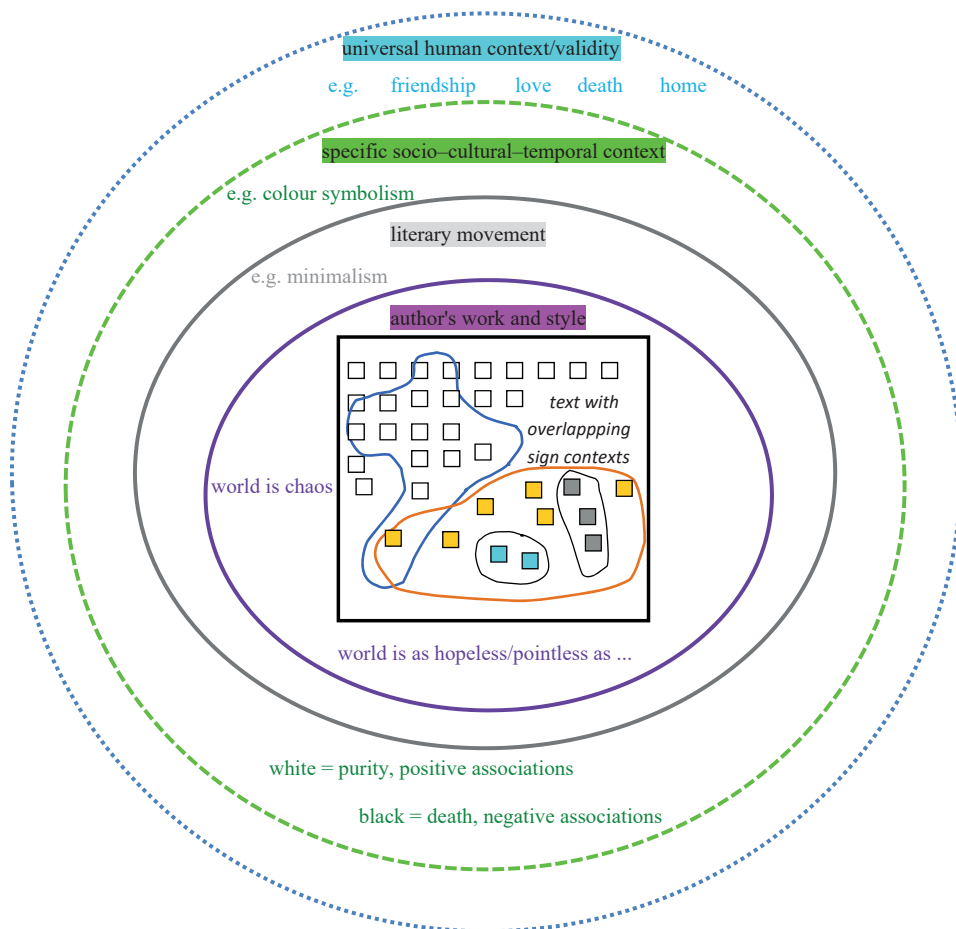 universal human context/validity
e.g. friendship love death home
specific socio–cultural–temporal context
e.g. colour symbolism
literary movement
e.g. minimalism
author's work and style
text with
overlappping
sign contexts
world is chaos
world is as hopeless/pointless as ...
white = purity, positive associations
black = death, negative associations